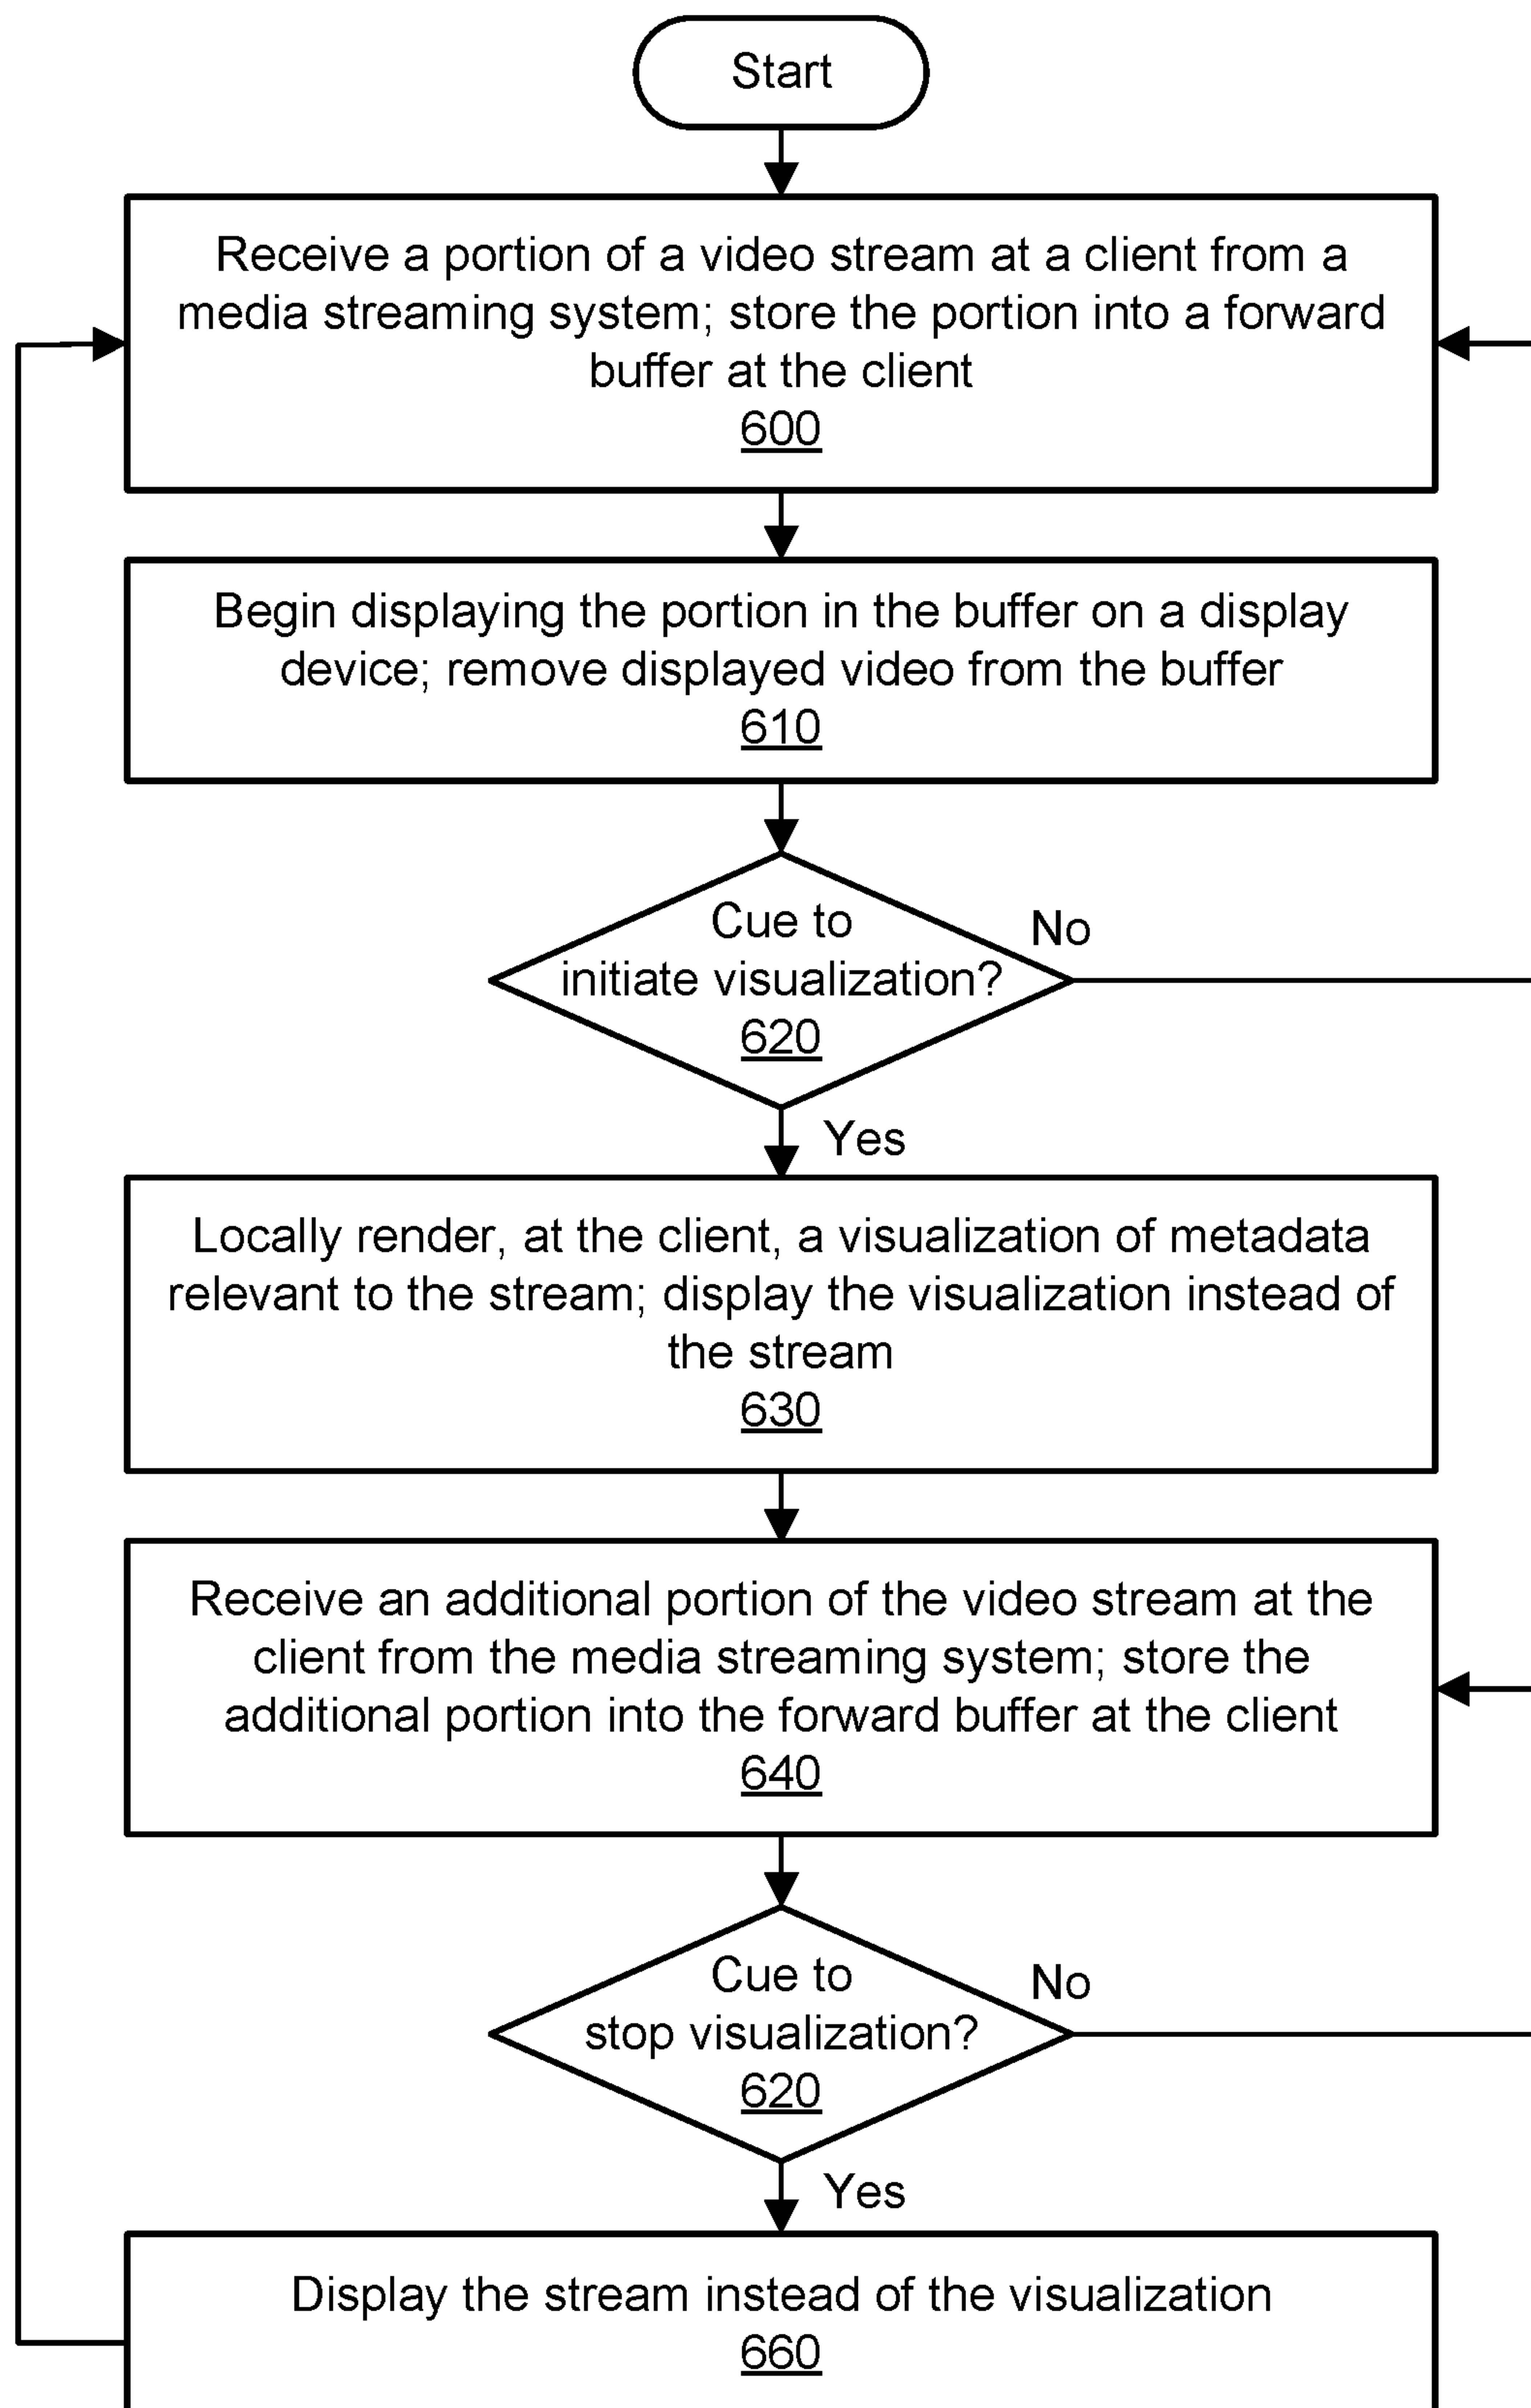 Start
Receive a portion of a video stream at a client from a
media streaming system; store the portion into a forward
buffer at the client
600
Begin displaying the portion in the buffer on a display
device; remove displayed video from the buffer
610
Cue to
initiate visualization?
620
No
Yes
Locally render, at the client, a visualization of metadata
relevant to the stream; display the visualization instead of
the stream
630
Receive an additional portion of the video stream at the
client from the media streaming system; store the
additional portion into the forward buffer at the client
640
Cue to
stop visualization?
620
No
Yes
Display the stream instead of the visualization
660